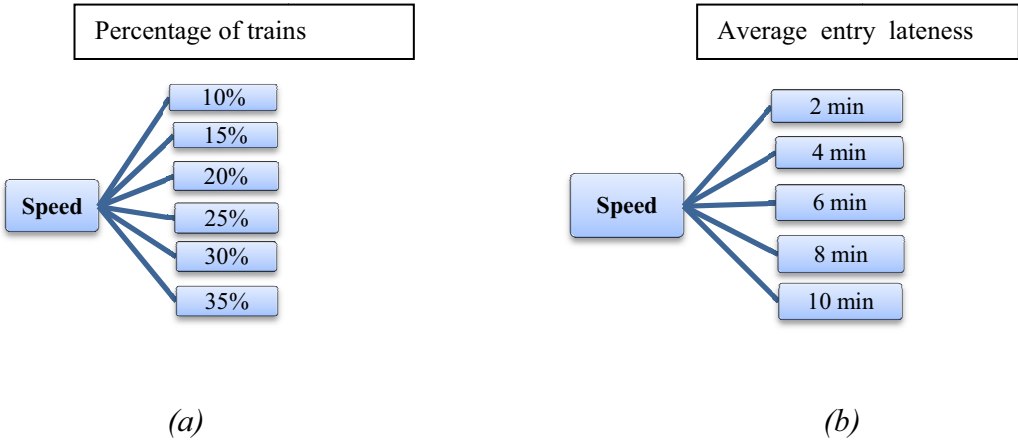 Percentage of trains
10%
15%
20%
Speed
25%
30%
35%
(a)
Average entry lateness
2 min
4 min
Speed
6 min
8 min
10 min
(b)